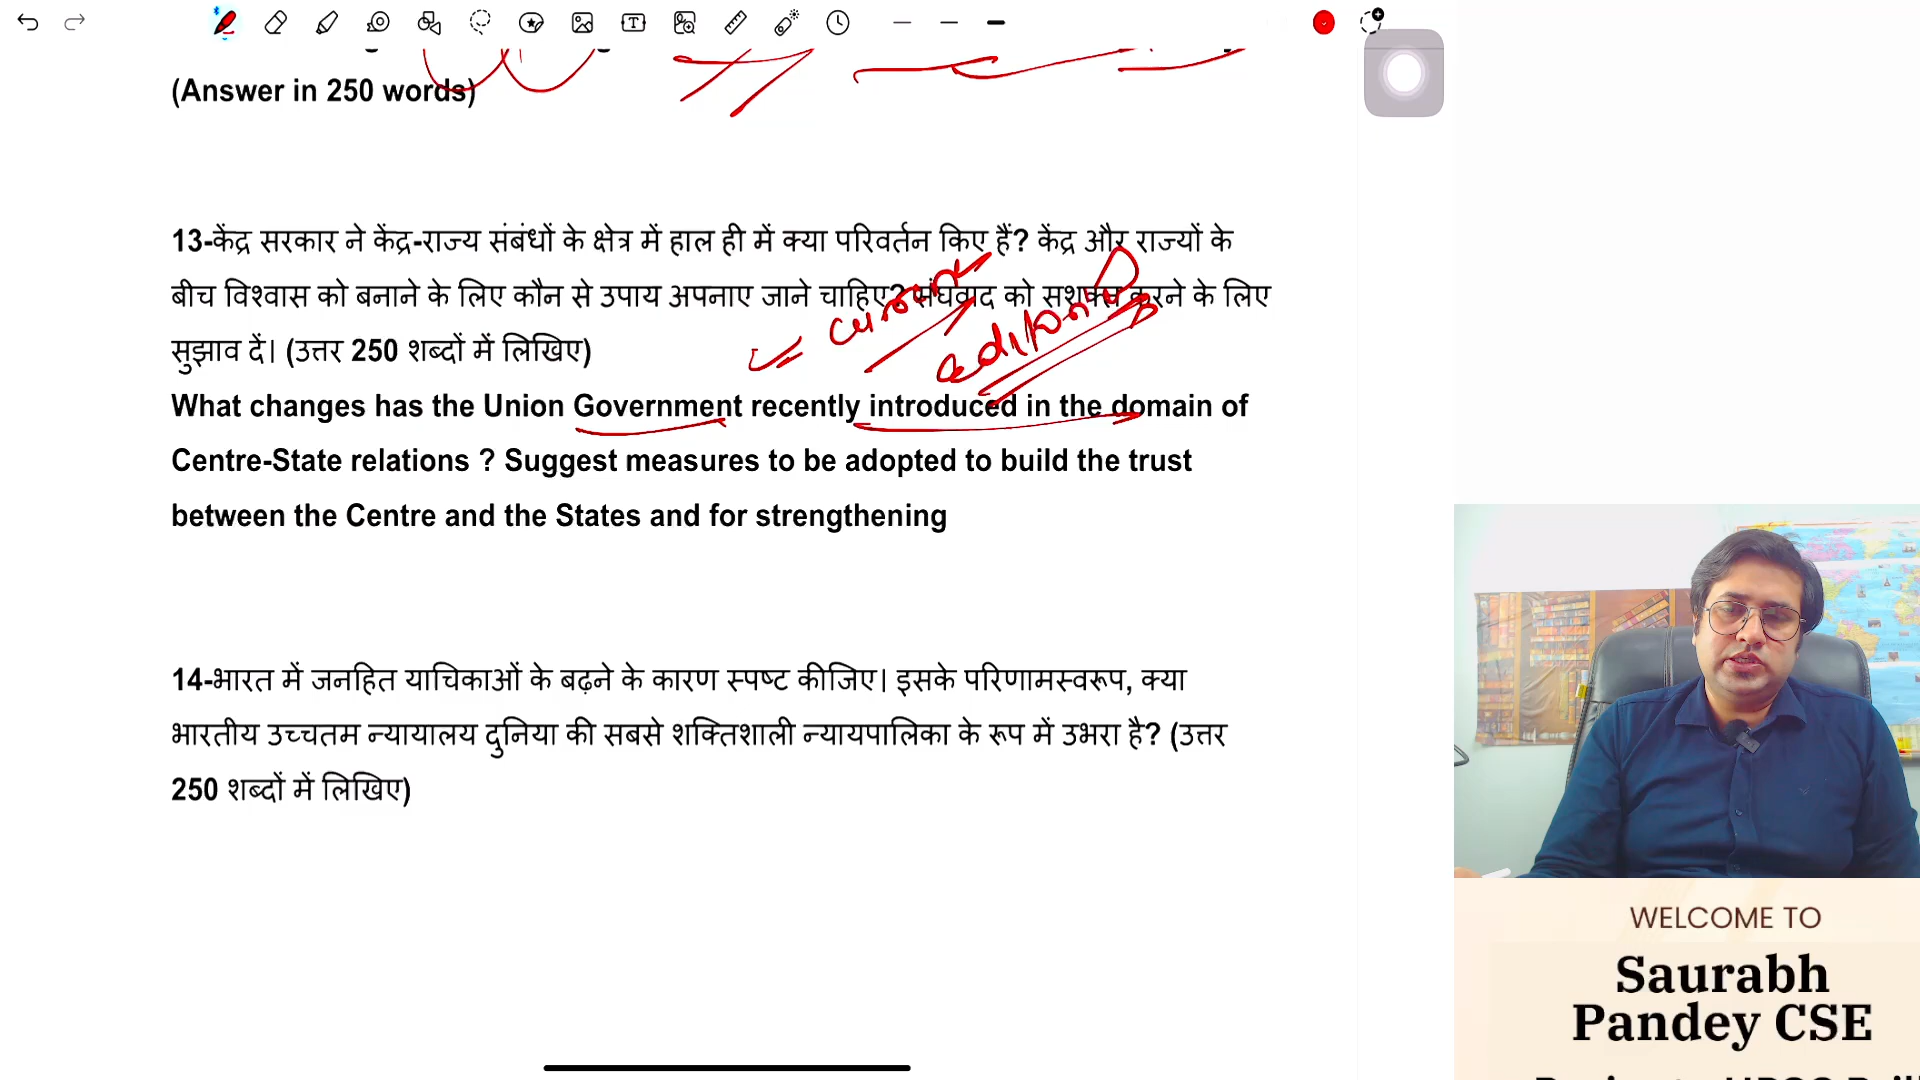 (Answer in 250 words)
13-केंद्र सरकार ने केंद्र-राज्य संबंधों के क्षेत्र में हाल ही में क्या परिवर्तन किए हैं? केंद्र और राज्यों के
बीच विश्वास को बनाने के लिए कौन से उपाय अपनाए जाने चाहिए? संघवाद को सशक्त करने के लिए
सुझाव दें। (उत्तर 250 शब्दों में लिखिए)
current
editorial
What changes has the Union Government recently introduced in the domain of
Centre-State relations ? Suggest measures to be adopted to build the trust
between the Centre and the States and for strengthening
14-भारत में जनहित याचिकाओं के बढ़ने के कारण स्पष्ट कीजिए। इसके परिणामस्वरूप, क्या
भारतीय उच्चतम न्यायालय दुनिया की सबसे शक्तिशाली न्यायपालिका के रूप में उभरा है? (उत्तर
250 शब्दों में लिखिए)
WELCOME TO
Saurabh
Pandey CSE